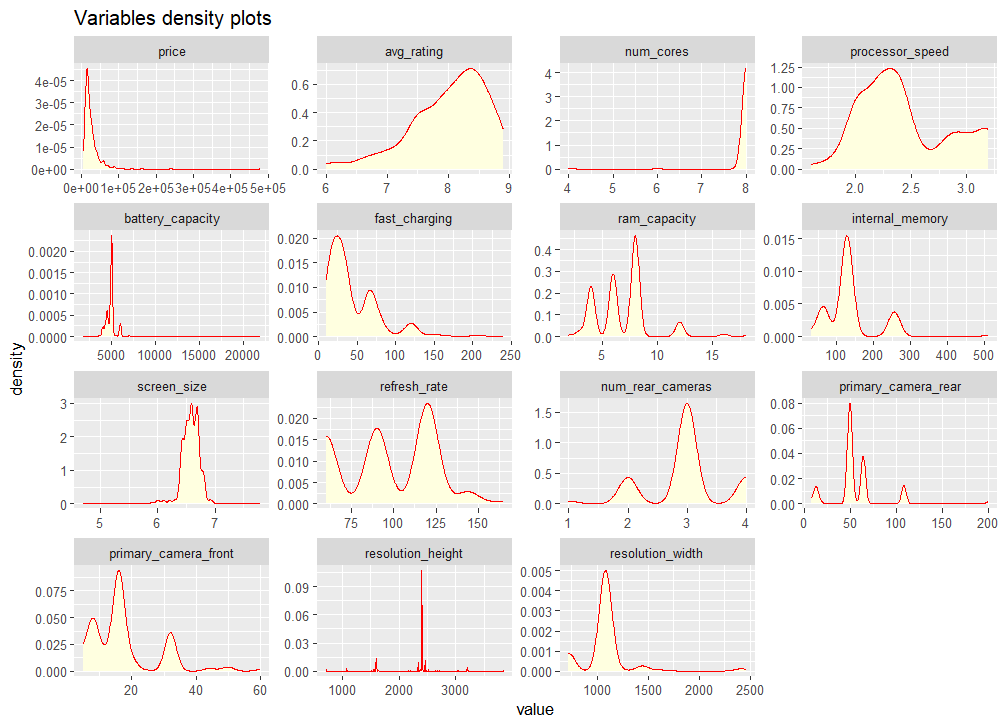 Variables density plots
price avg_rating num_cores processor_speed
4e-05 3e-05 2e-05 1e-05 0e+00
0.6 0.4 0.2 0.0
4 3 2 1 0
1.25 1.00 0.75 0.50 0.25 0.00
0e+00 1e+05 2e+05 3e+05 4e+05 5e+05
6 7 8 9
4 5 6 7 8
2.0 2.5 3.0
battery_capacity fast_charging ram_capacity internal_memory
0.0020 0.0015 0.0010 0.0005 0.0000
0.020 0.015 0.010 0.005 0.000
0.4 0.3 0.2 0.1 0.0
0.015 0.010 0.005 0.000
5000 10000 15000 20000
0 50 100 150 200 250
5 10 15
100 200 300 400 500
density
screen_size refresh_rate num_rear_cameras primary_camera_rear
3 2 1 0
0.020 0.015 0.010 0.005 0.000
1.5 1.0 0.5 0.0
0.08 0.06 0.04 0.02 0.00
5 6 7
75 100 125 150
1 2 3 4
0 50 100 150 200
primary_camera_front resolution_height resolution_width
0.075 0.050 0.025 0.000
0.09 0.06 0.03 0.00
0.005 0.004 0.003 0.002 0.001 0.000
20 40 60
1000 2000 3000
1000 1500 2000 2500
value